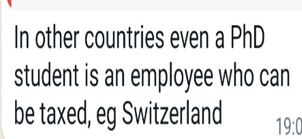 In other countries even a PhD
student is an employee who can
be taxed, eg Switzerland
19:0